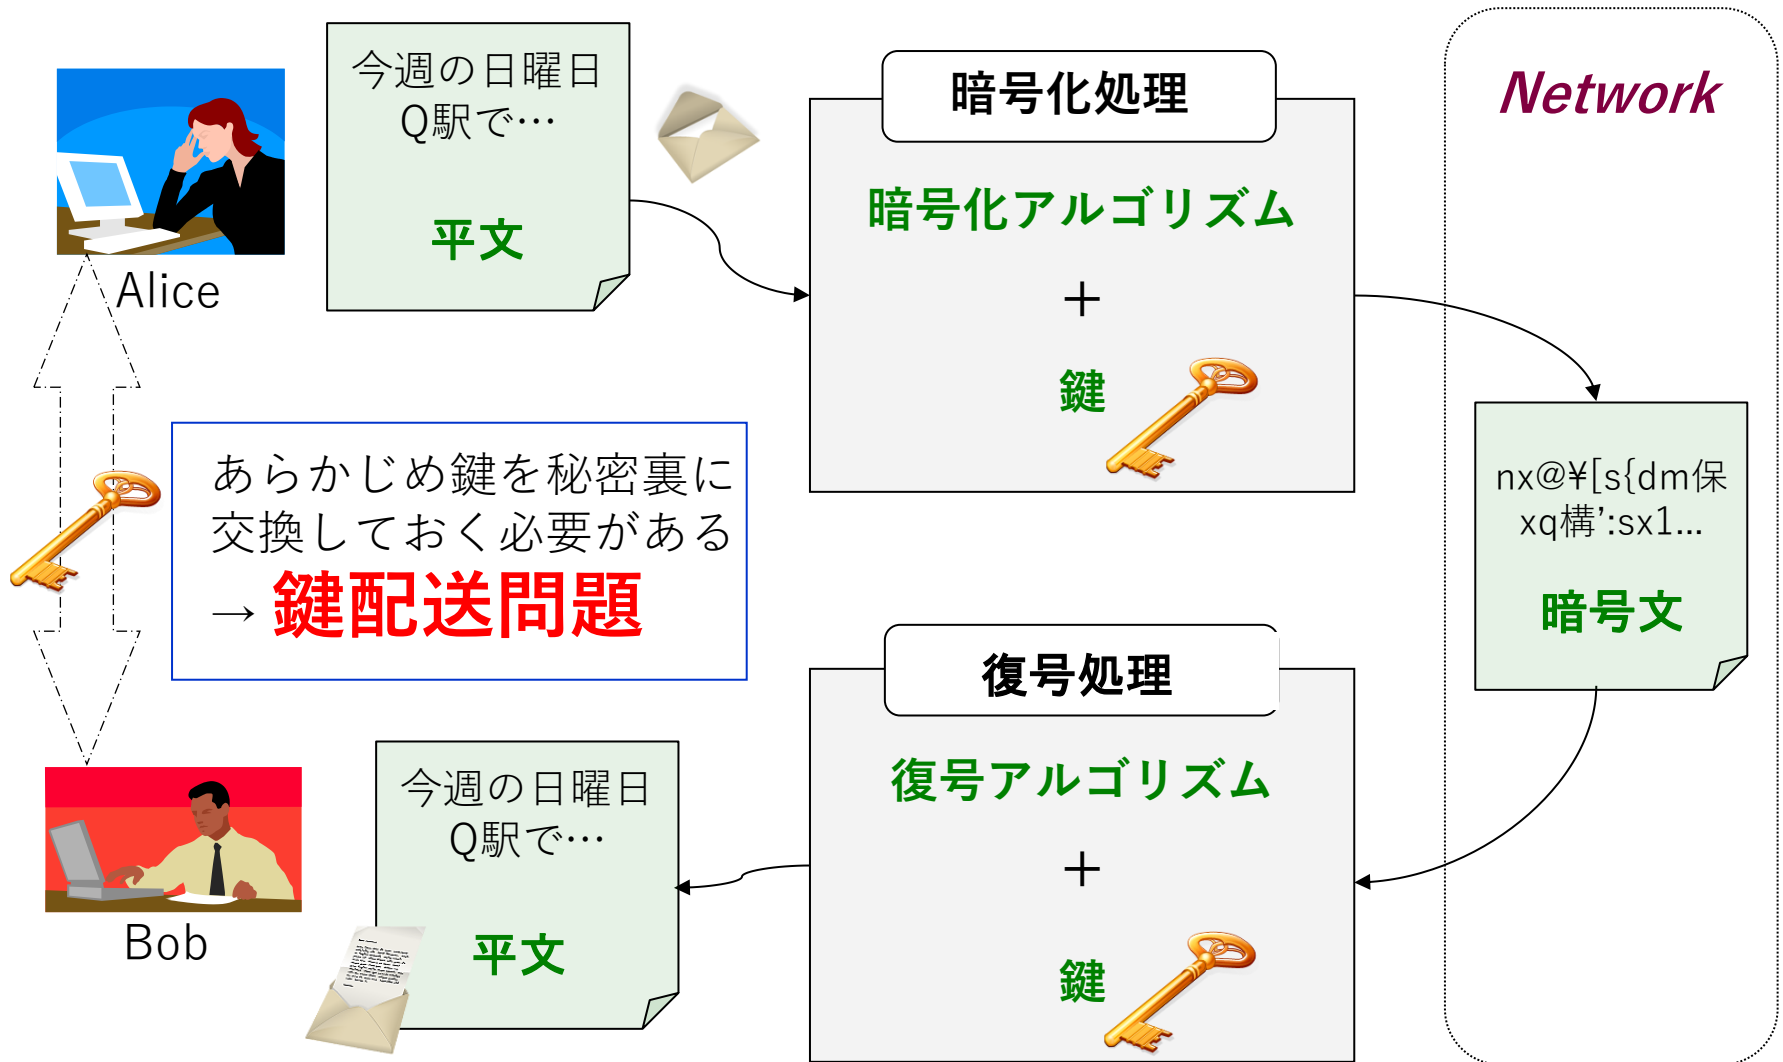 今週の日曜日
Q駅で…
平文
Alice
暗号化処理
暗号化アルゴリズム
＋
鍵
Network
nx@¥[s{dm保
xq構’:sx1...
暗号文
あらかじめ鍵を秘密裏に
交換しておく必要がある
→ 鍵配送問題
復号処理
復号アルゴリズム
＋
鍵
今週の日曜日
Q駅で…
平文
Bob